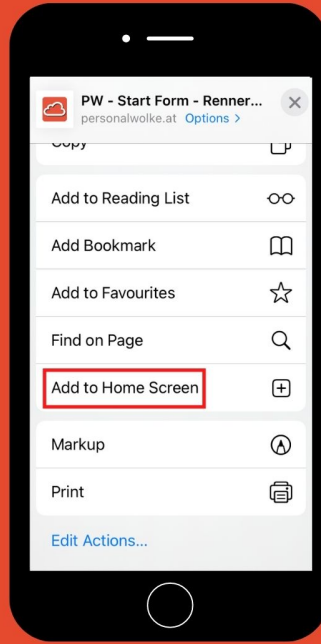 PW - Start Form - Renner...
personalwolke.at Options >
Copy
Add to Reading List
Add Bookmark
Add to Favourites
Find on Page
Add to Home Screen
Markup
Print
Edit Actions...